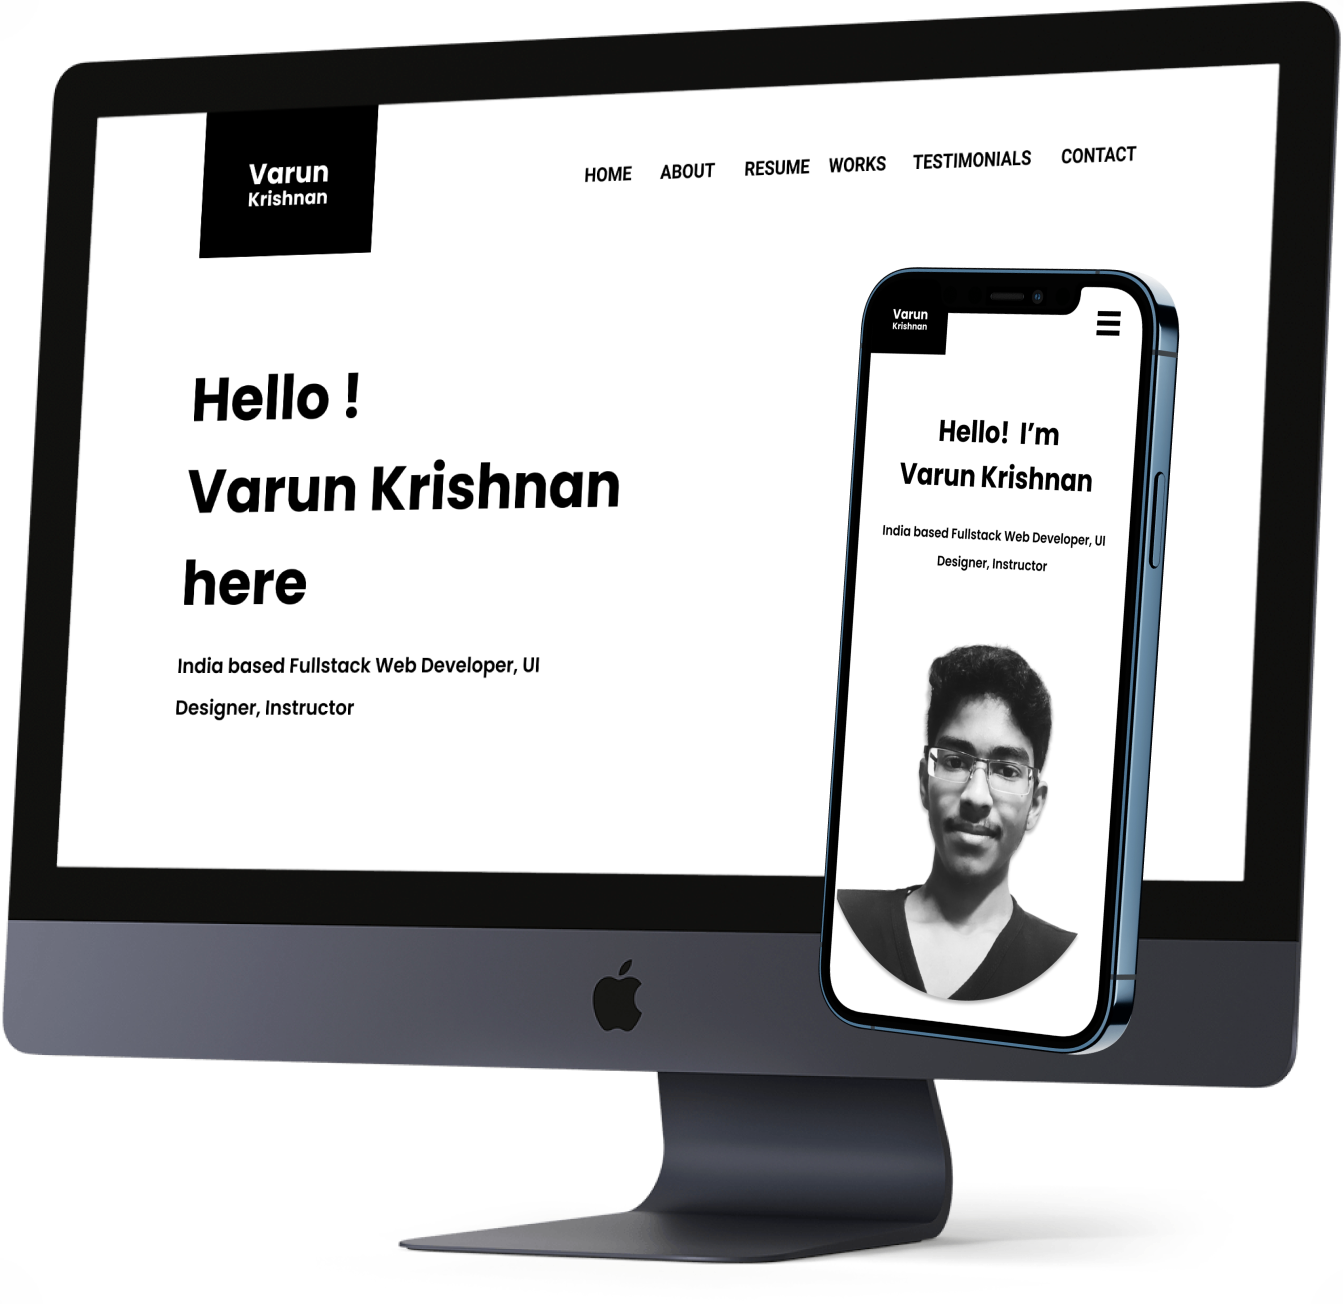 Varun
Krishnan
HOME ABOUT RESUME WORKS TESTIMONIALS CONTACT
Hello !
Varun Krishnan
here
India based Fullstack Web Developer, UI
Designer, Instructor
Varun
Krishnan
Hello! I’m
Varun Krishnan
India based Fullstack Web Developer, UI
Designer, Instructor